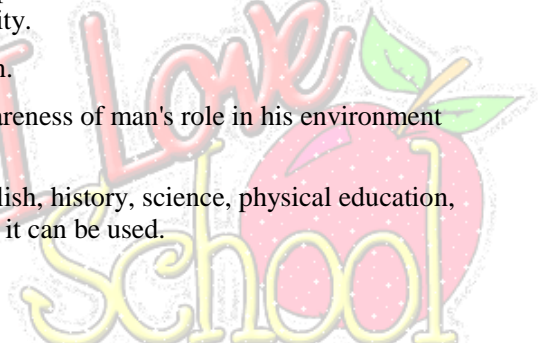 ity.
n.
areness of man's role in his environment
lish, history, science, physical education,
it can be used.
I Love
School